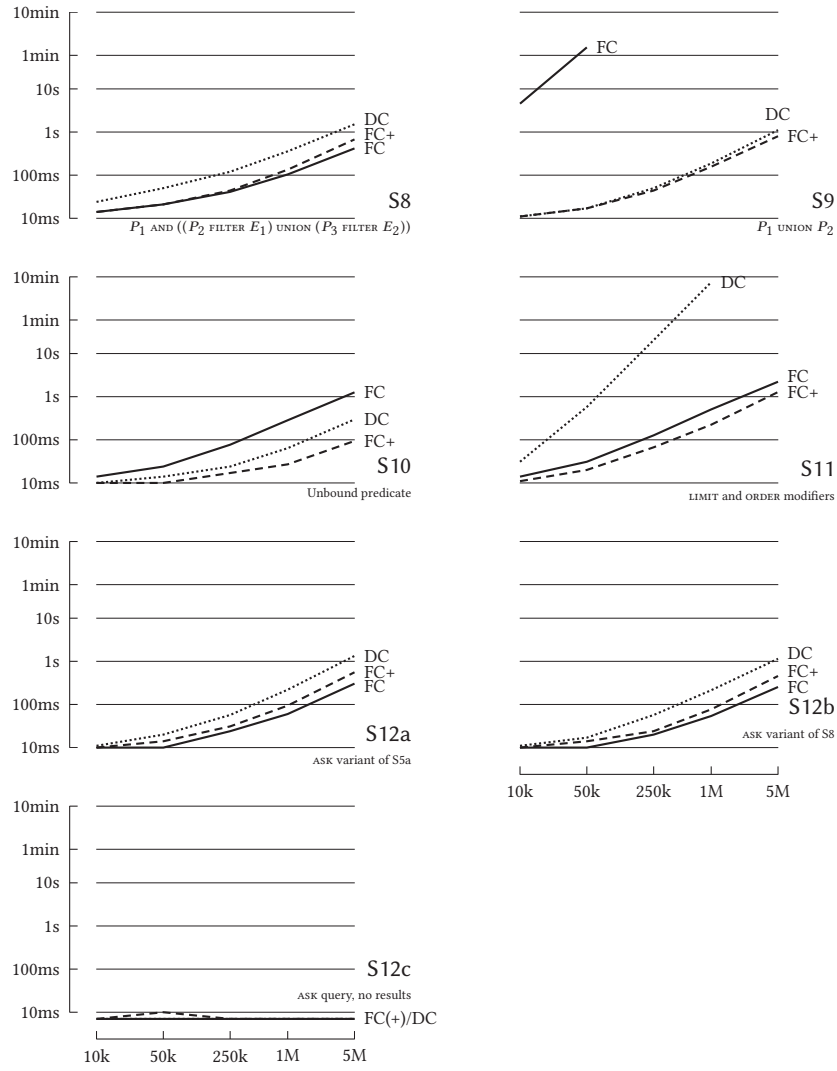 10min
1min
10s
1s
100ms
10ms
DC
FC+
FC
S8
P1 AND ((P2 FILTER E1) UNION (P3 FILTER E2))
FC
DC
FC+
S9
P1 UNION P2
10min
1min
10s
1s
100ms
10ms
FC
DC
FC+
S10
Unbound predicate
DC
FC
FC+
S11
LIMIT and ORDER modifiers
10min
1min
10s
1s
100ms
10ms
DC
FC+
FC
S12a
ASK variant of S5a
DC
FC+
FC
S12b
ASK variant of S8
10k 50k 250k 1M 5M
10min
1min
10s
1s
100ms
10ms
S12c
ASK query, no results
FC(+)/DC
10k 50k 250k 1M 5M